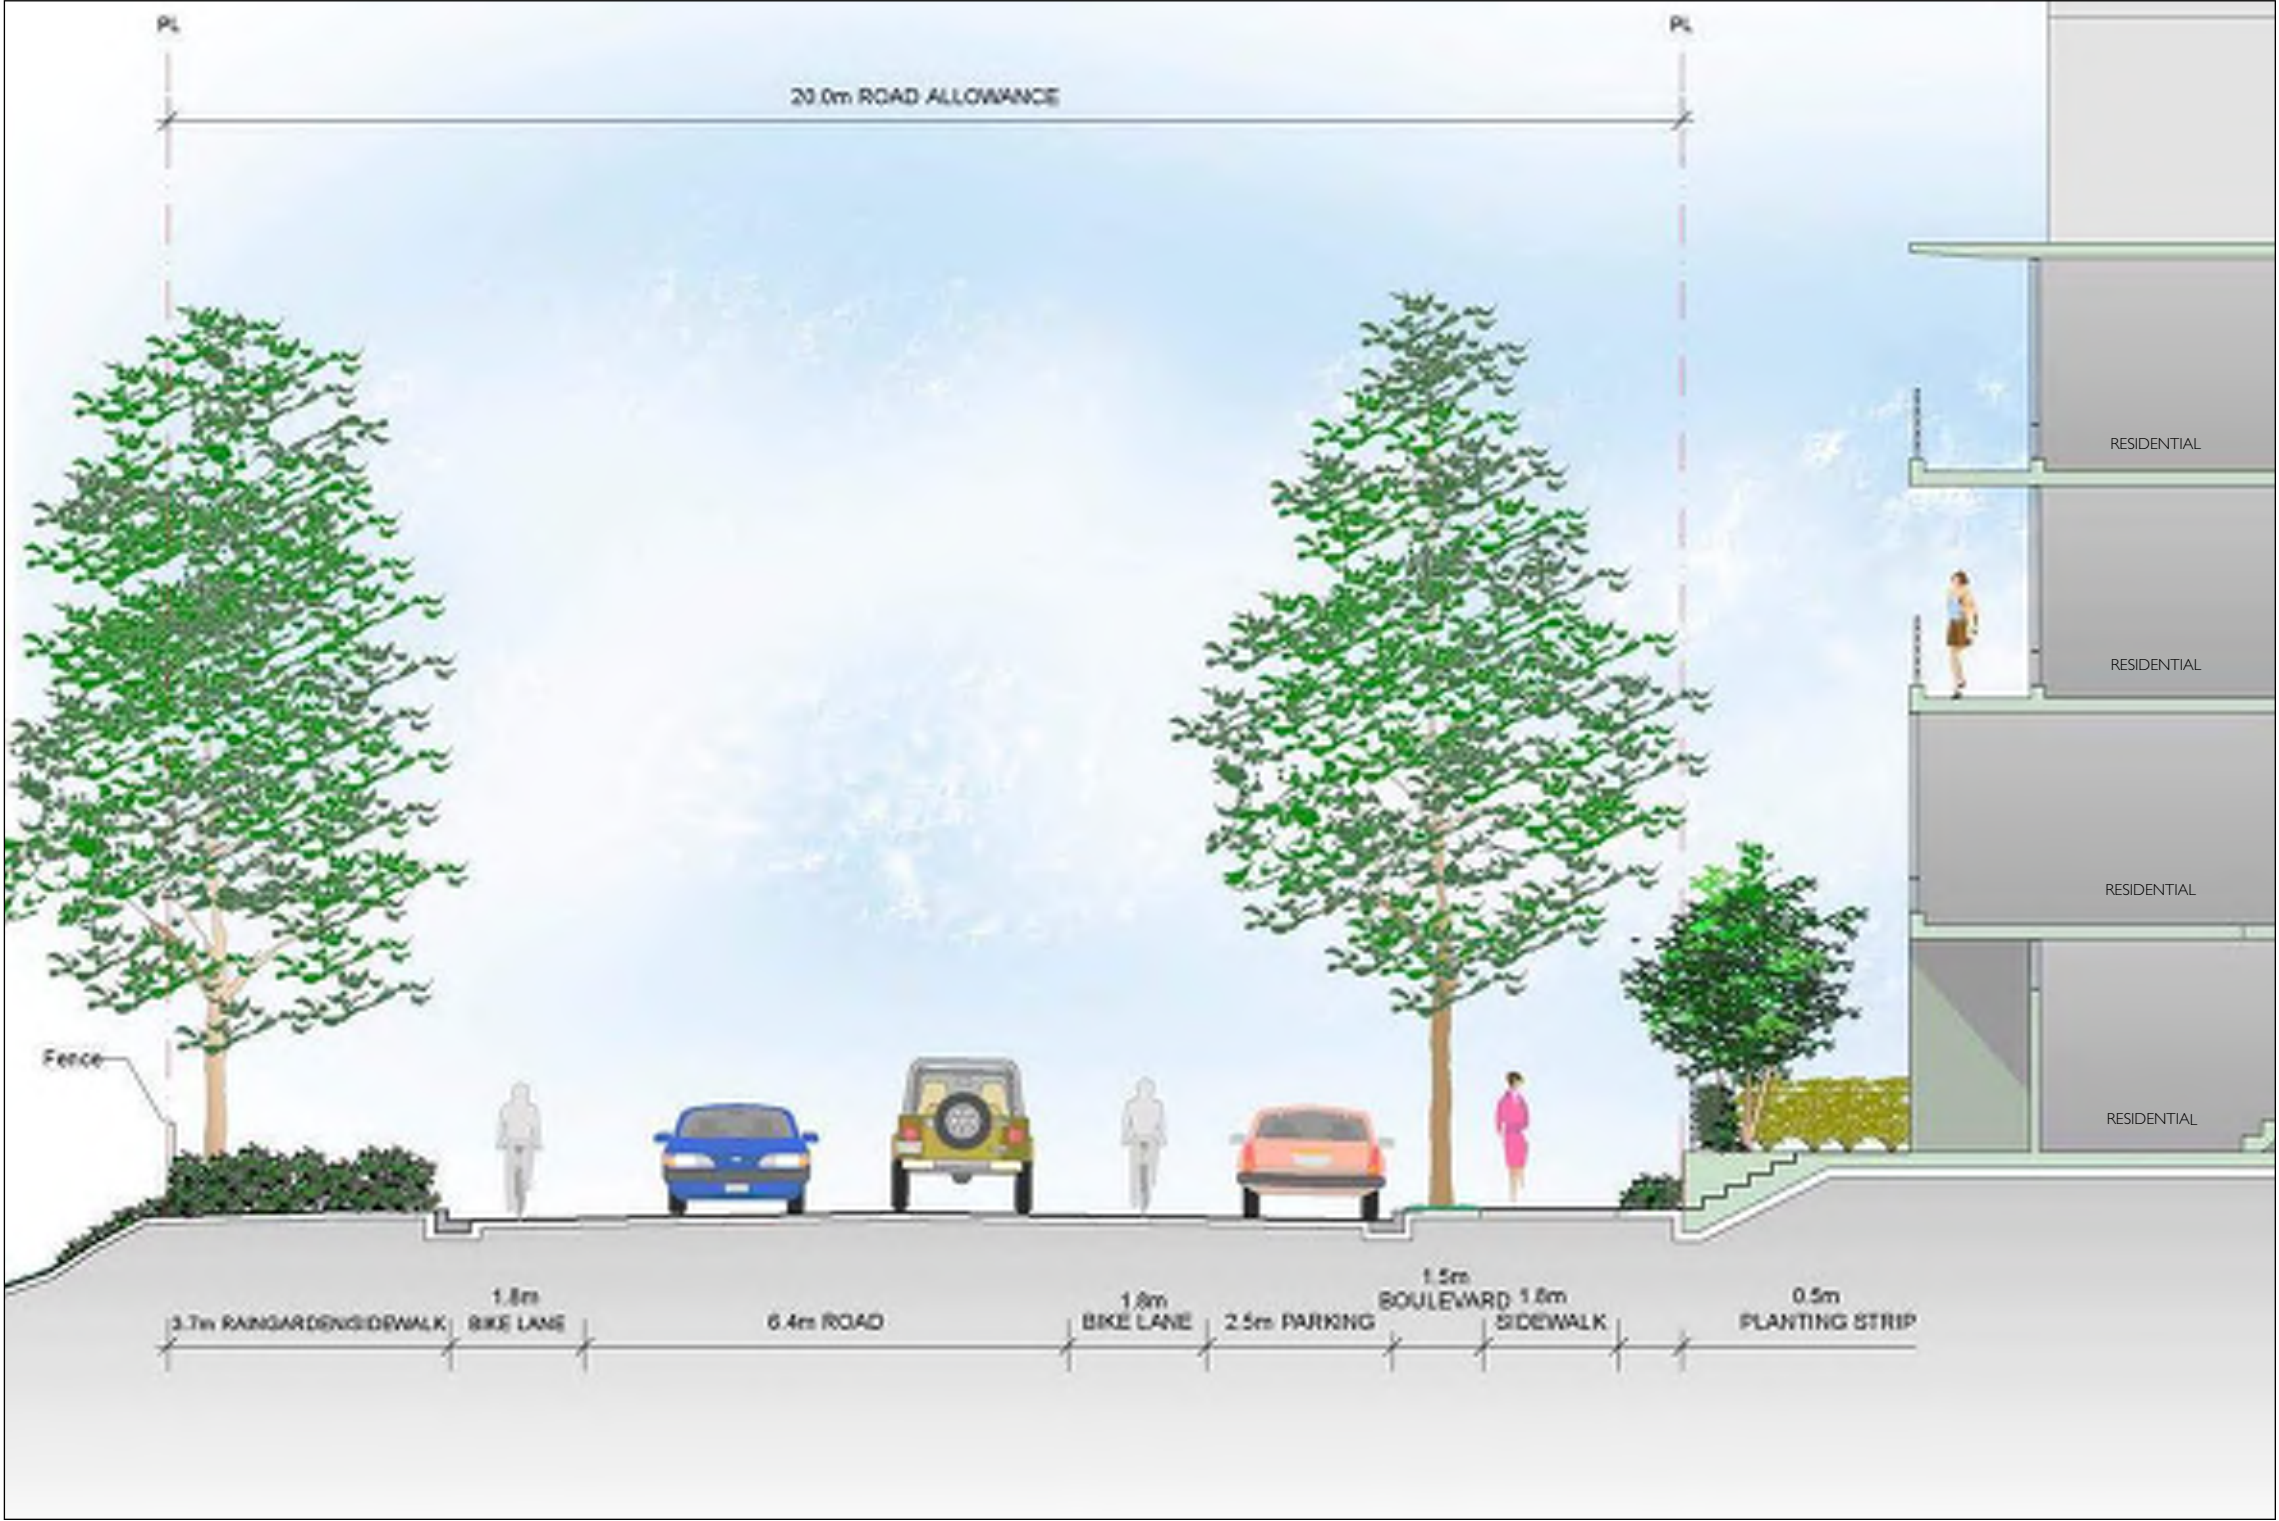 PL
PL
20.0m ROAD ALLOWANCE
RESIDENTIAL
RESIDENTIAL
RESIDENTIAL
Fence
RESIDENTIAL
3.7m RAINGARDEN/SIDEWALK
1.8m
BIKE LANE
6.4m ROAD
1.8m
BIKE LANE
2.5m PARKING
1.5m
BOULEVARD
1.8m
SIDEWALK
0.5m
PLANTING STRIP